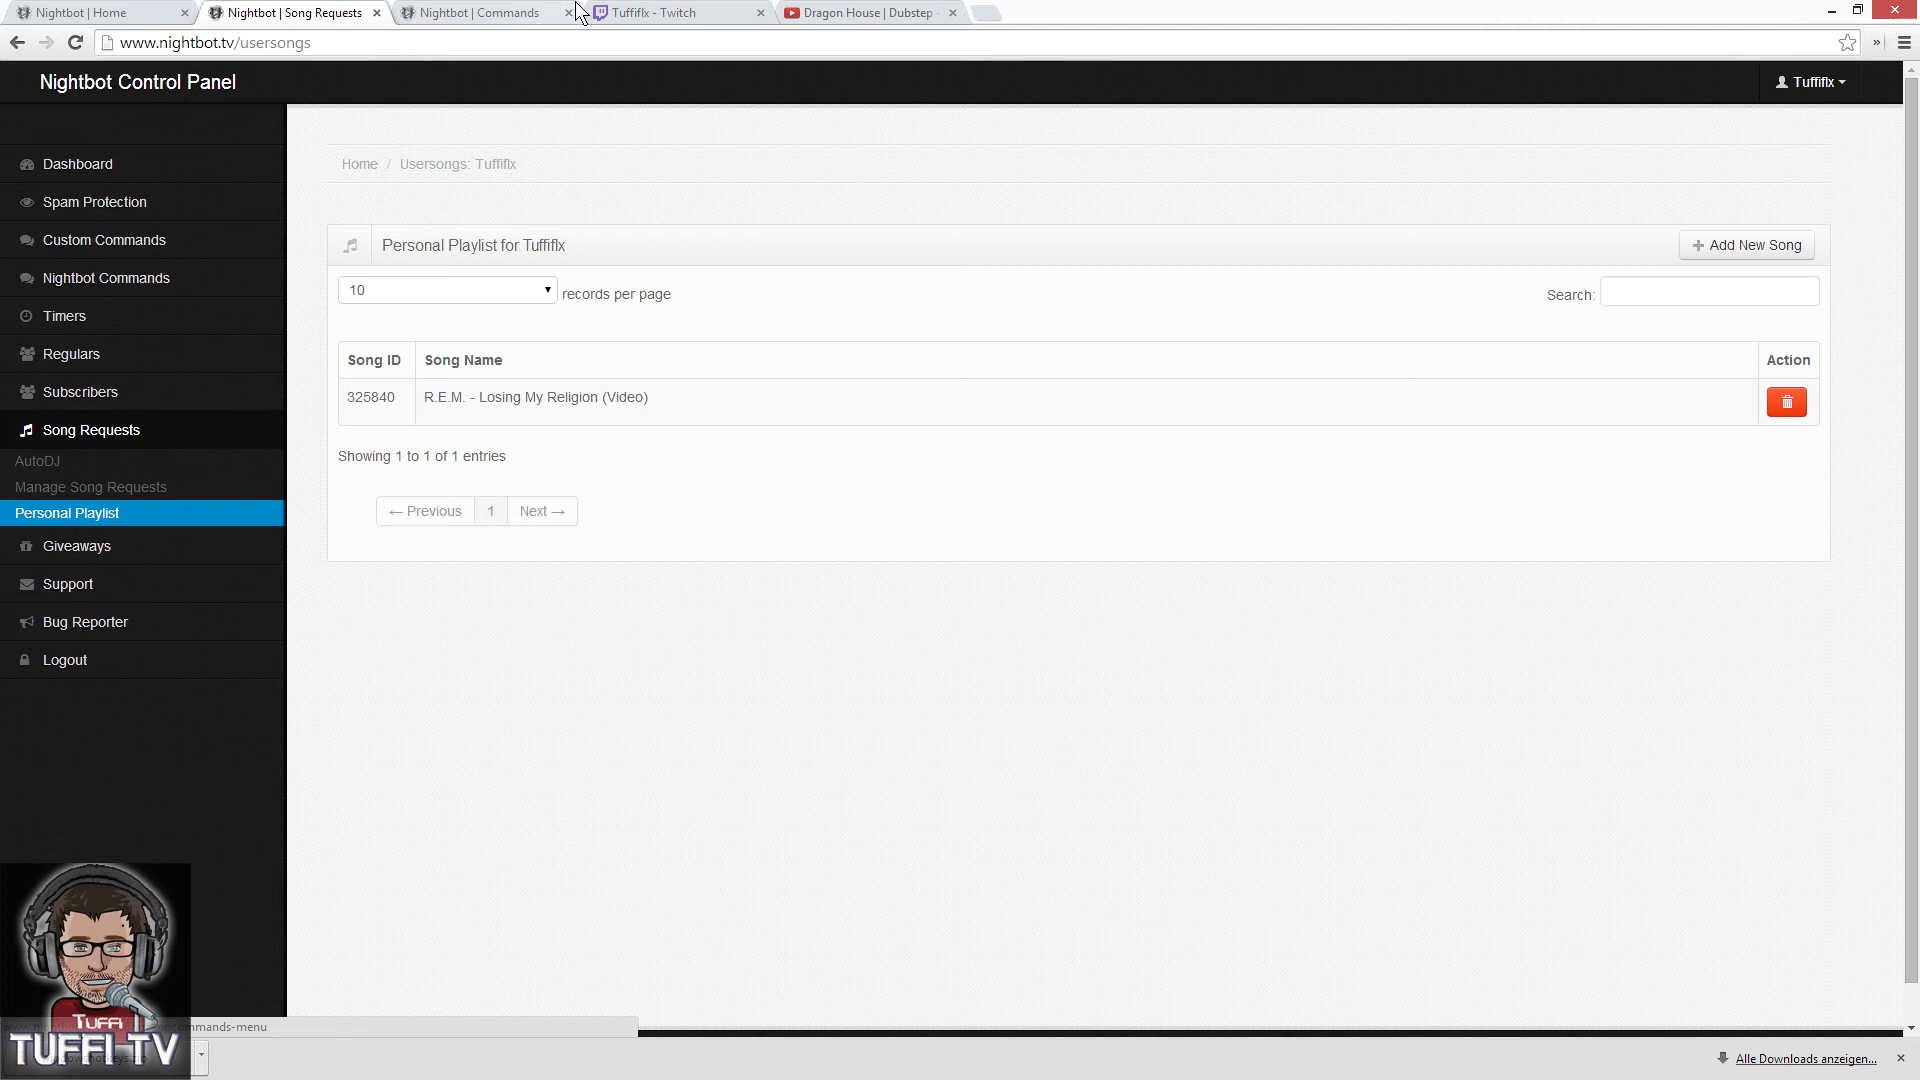 Nightbot | Home
Nightbot | Song Requests
Nightbot | Commands
Tuffiflx - Twitch
Dragon House | Dubstep -
www.nightbot.tv/usersongs
Nightbot Control Panel
Tuffiflx
Dashboard
Spam Protection
Custom Commands
Nightbot Commands
Timers
Regulars
Subscribers
Song Requests
AutoDJ
Manage Song Requests
Personal Playlist
Giveaways
Support
Bug Reporter
Logout
Home / Usersongs: Tuffiflx
Personal Playlist for Tuffiflx
Add New Song
10 records per page
Search:
Song ID Song Name Action
325840 R.E.M. - Losing My Religion (Video)
Showing 1 to 1 of 1 entries
← Previous 1 Next →
TUFFI
TUFFI TV
Alle Downloads anzeigen...